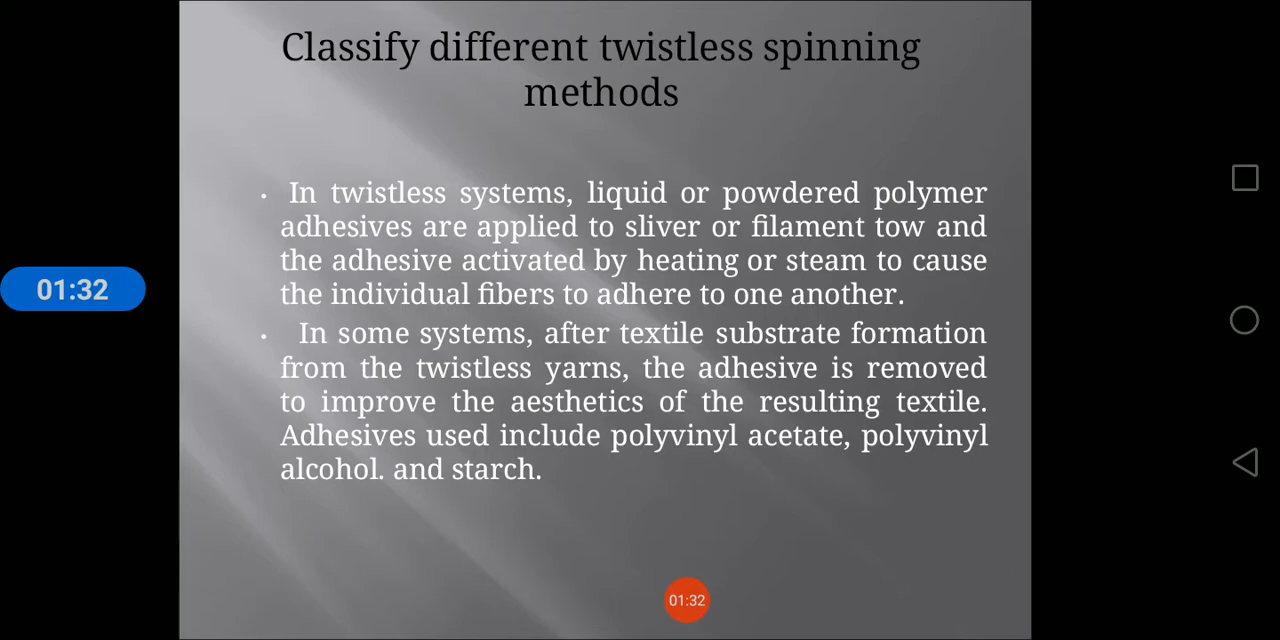 Classify different twistless spinning
methods
• In twistless systems, liquid or powdered polymer
adhesives are applied to sliver or filament tow and
the adhesive activated by heating or steam to cause
the individual fibers to adhere to one another.
• In some systems, after textile substrate formation
from the twistless yarns, the adhesive is removed
to improve the aesthetics of the resulting textile.
Adhesives used include polyvinyl acetate, polyvinyl
alcohol. and starch.
01:32
01:32